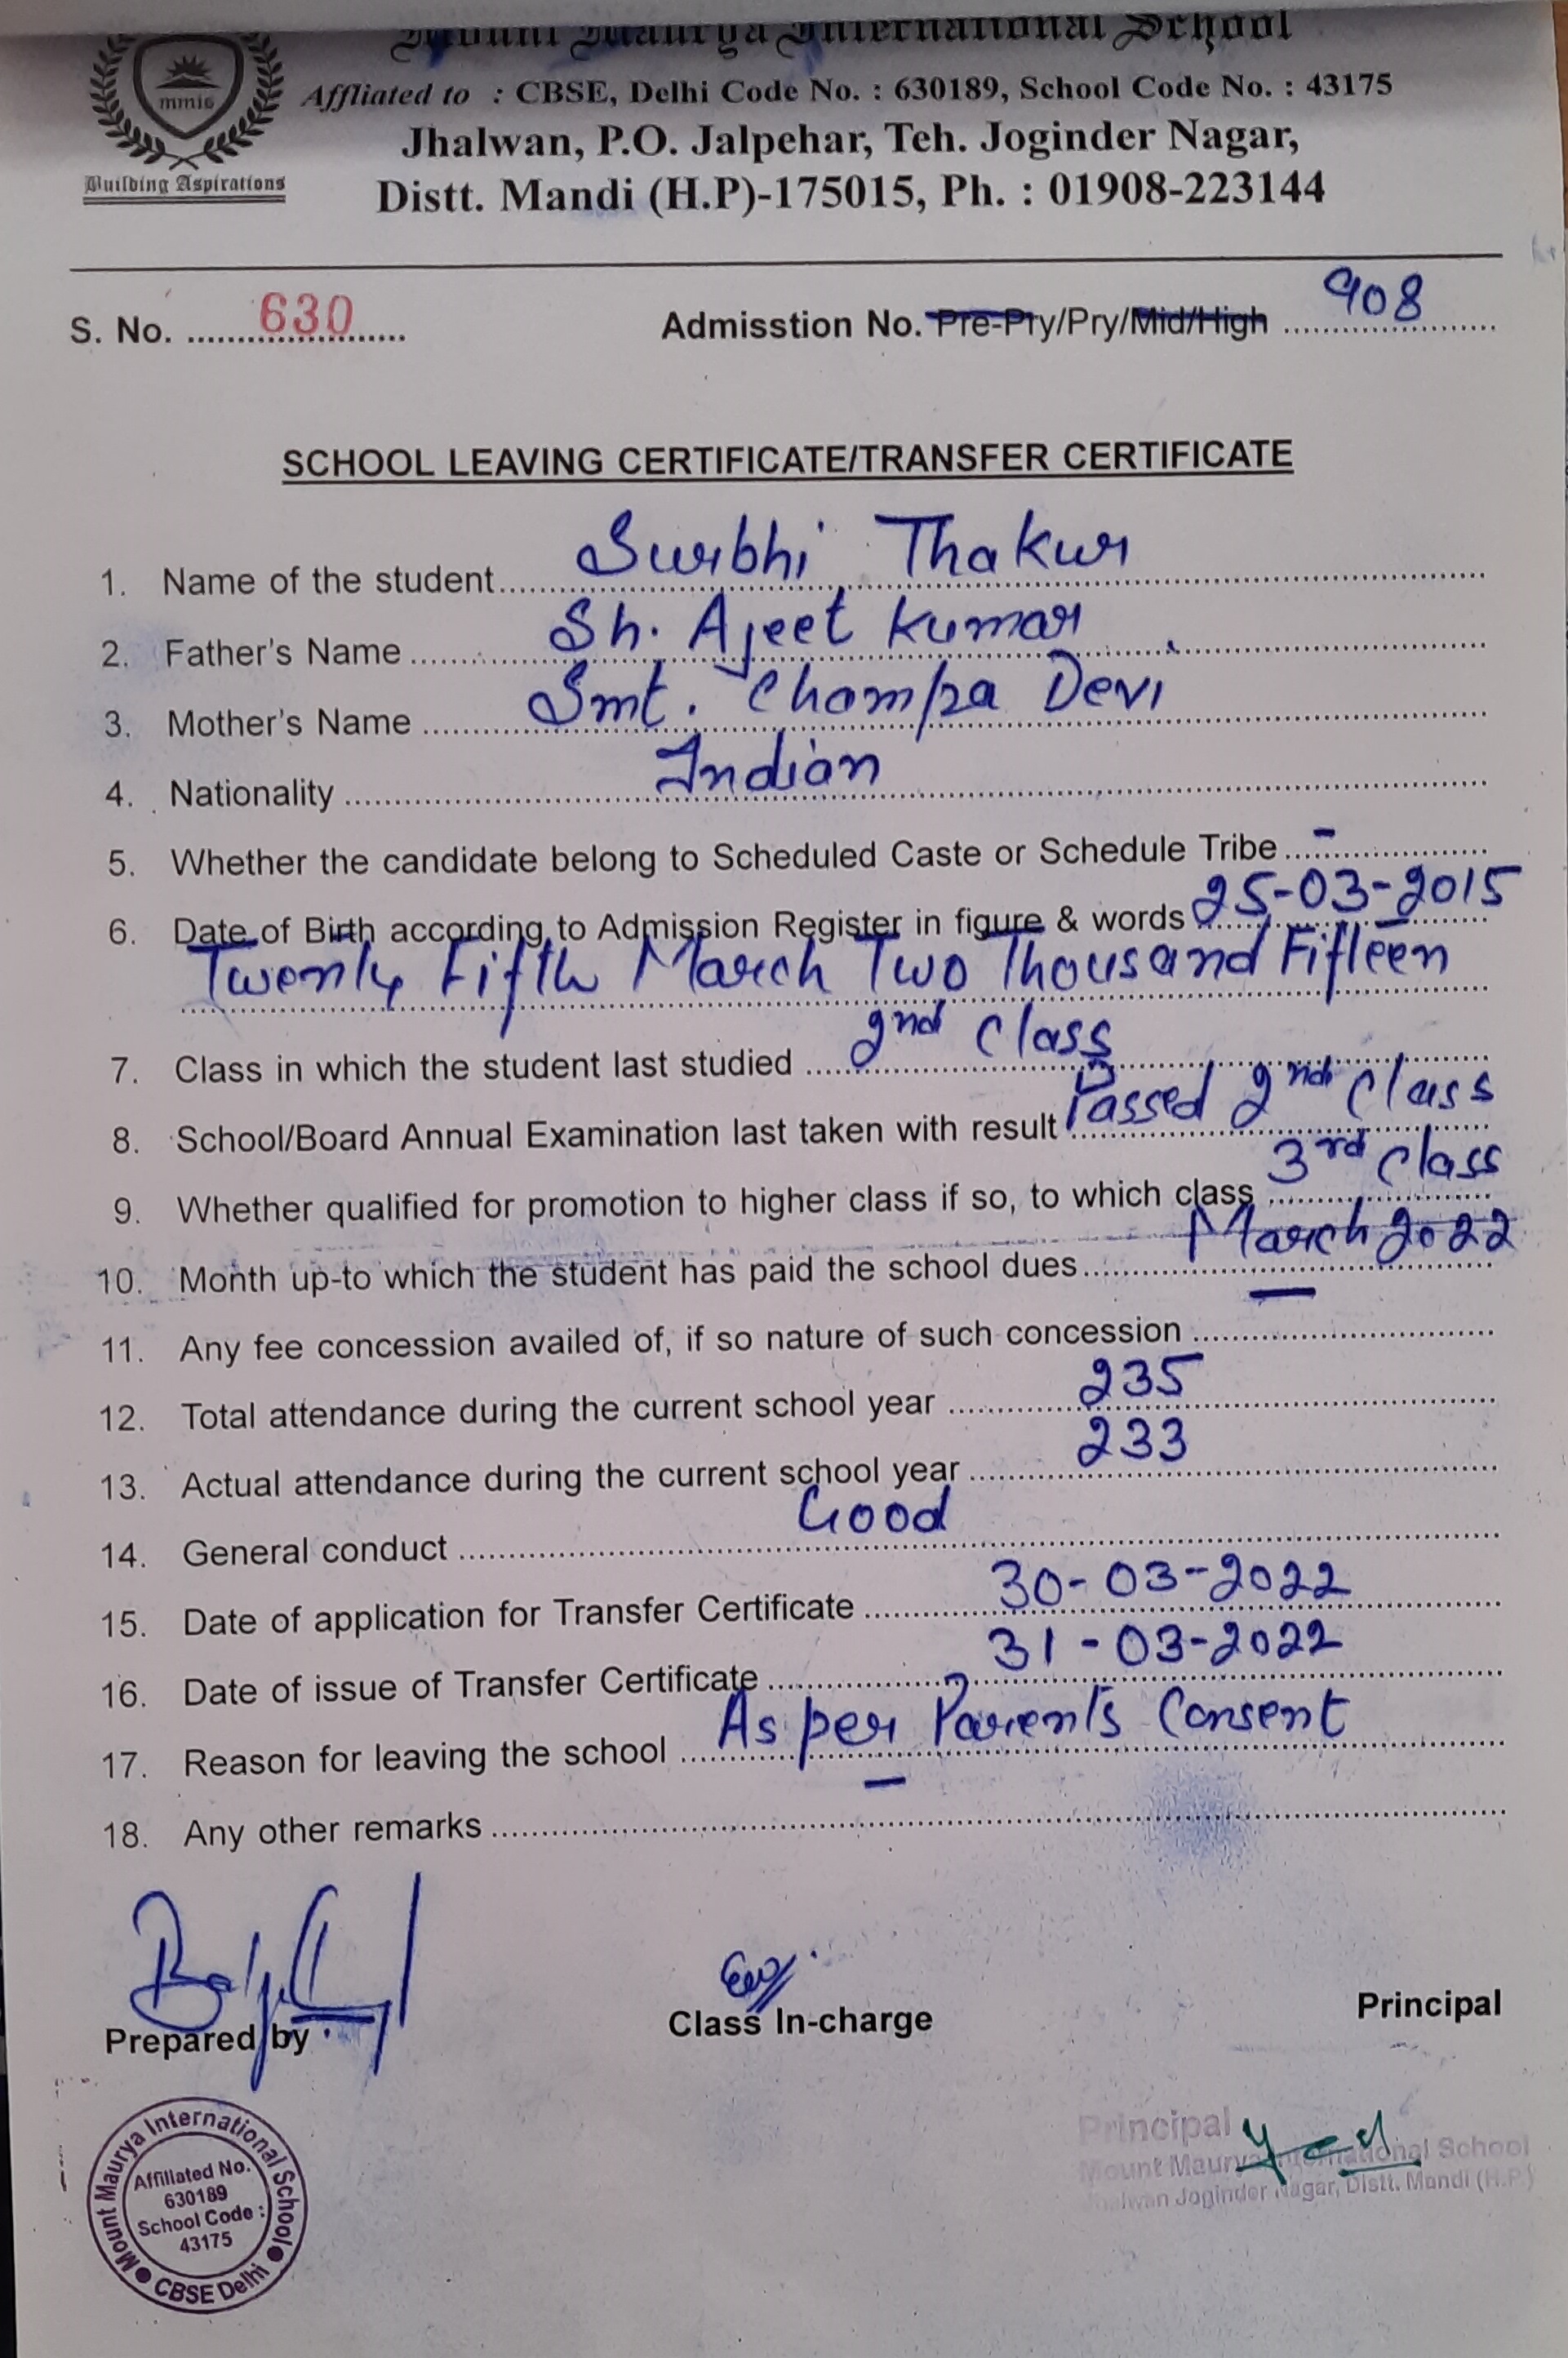 Mount Maurya International School
mmis
Building Aspirations
Affliated to : CBSE, Delhi Code No. : 630189, School Code No. : 43175
Jhalwan, P.O. Jalpehar, Teh. Joginder Nagar,
Distt. Mandi (H.P)-175015, Ph. : 01908-223144
S. No. 630 Admisstion No. Pre-Pry/Pry/Mid/High 908
SCHOOL LEAVING CERTIFICATE/TRANSFER CERTIFICATE
1. Name of the student Surbhi Thakur
2. Father's Name Sh. Ajeet Kumar
3. Mother's Name Smt. Champa Devi
4. Nationality Indian
5. Whether the candidate belong to Scheduled Caste or Schedule Tribe -
6. Date of Birth according to Admission Register in figure & words 25-03-2015
Twenty Fifth March Two Thousand Fifteen
7. Class in which the student last studied 2nd Class
8. School/Board Annual Examination last taken with result Passed 2nd Class
9. Whether qualified for promotion to higher class if so, to which class 3rd Class
10. Month up-to which the student has paid the school dues March 2022
11. Any fee concession availed of, if so nature of such concession —
12. Total attendance during the current school year 235
13. Actual attendance during the current school year 233
14. General conduct Good
15. Date of application for Transfer Certificate 30-03-2022
16. Date of issue of Transfer Certificate 31-03-2022
17. Reason for leaving the school As per Parent's Consent
18. Any other remarks —
Prepared by
Class In-charge
Principal
Mount Maurya International School
Affillated No.
630189
School Code :
43175
CBSE Delhi
Principal
Mount Maurya International School
Jhalwan Joginder Nagar, Distt. Mandi (H.P.)